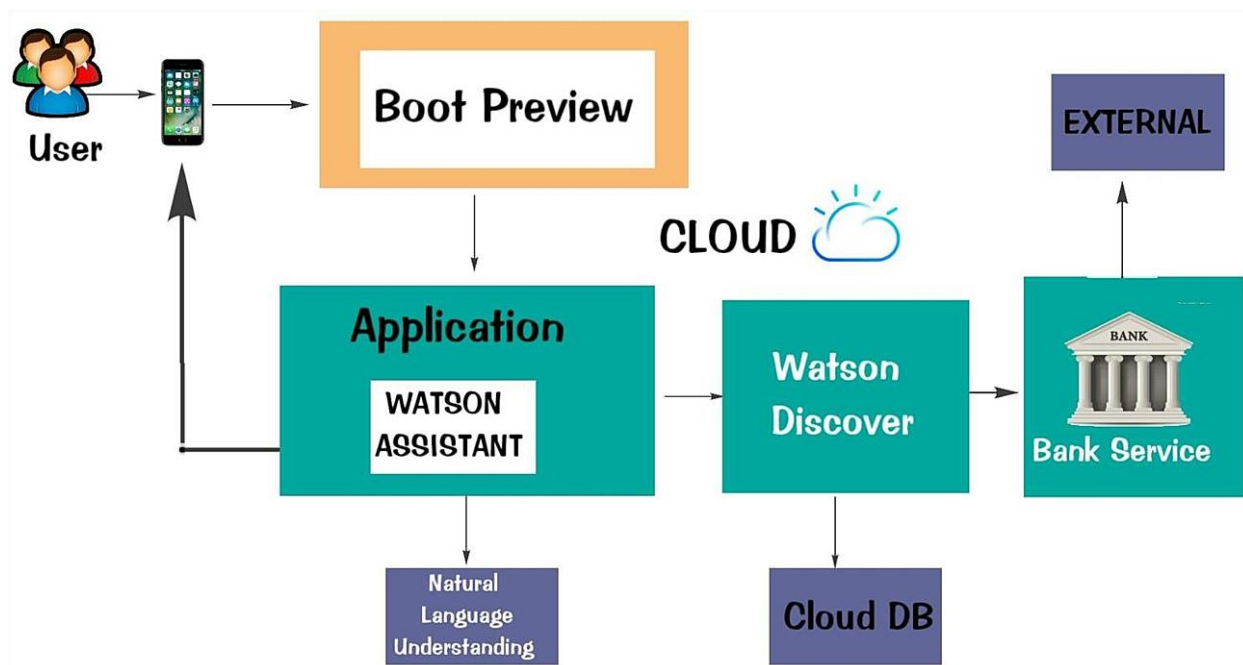 User
Boot Preview
EXTERNAL
CLOUD
Application
WATSON
ASSISTANT
Watson
Discover
BANK
Bank Service
Natural
Language
Understanding
Cloud DB